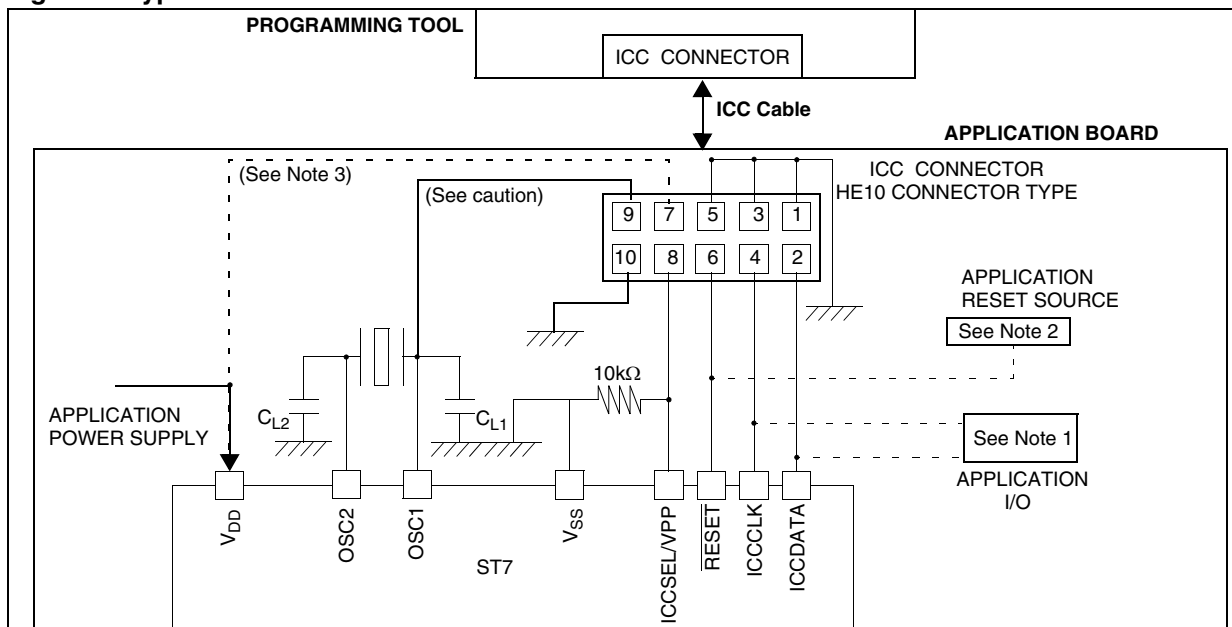 PROGRAMMING TOOL
ICC CONNECTOR
ICC Cable
APPLICATION BOARD
(See Note 3)
(See caution)
ICC CONNECTOR
HE10 CONNECTOR TYPE
9 7 5 3 1
10 8 6 4 2
APPLICATION
RESET SOURCE
See Note 2
10kΩ
APPLICATION
POWER SUPPLY
CL2
CL1
See Note 1
APPLICATION
I/O
VDD
OSC2
OSC1
VSS
ICCSEL/VPP
RESET
ICCCLK
ICCDATA
ST7